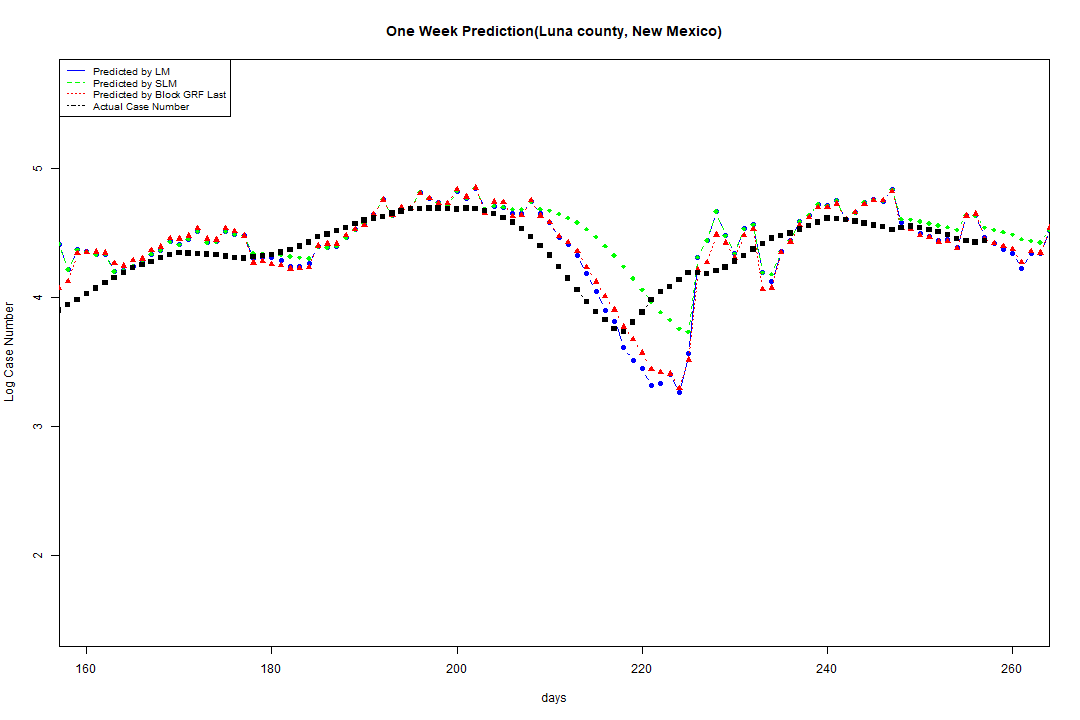 One Week Prediction(Luna county, New Mexico)
Predicted by LM
Predicted by SLM
Predicted by Block GRF Last
Actual Case Number
5
4
3
2
Log Case Number
160 180 200 220 240 260
days